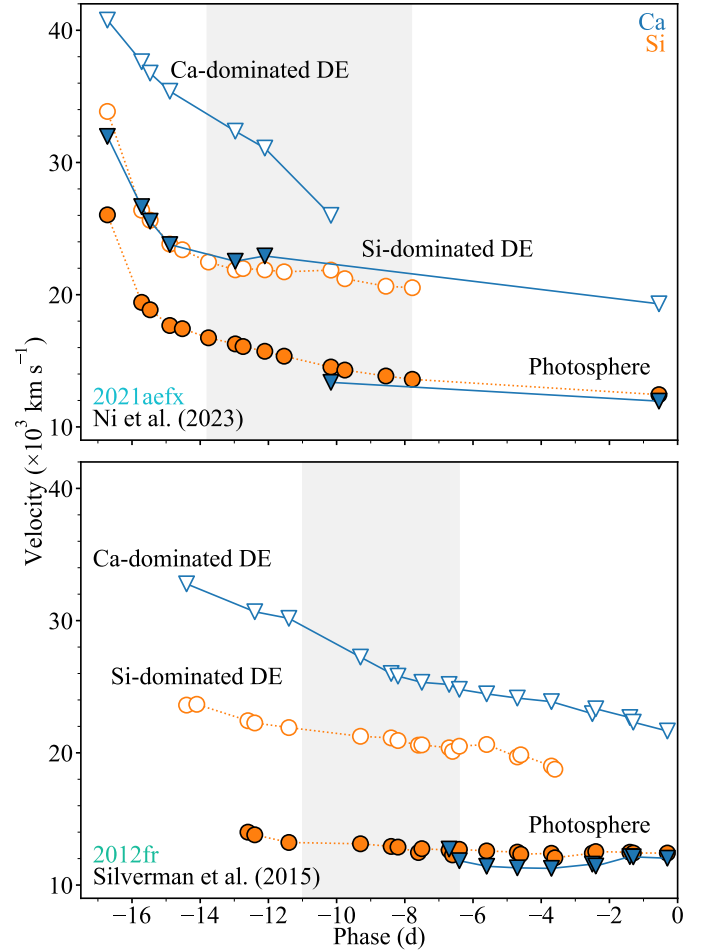 40
30
20
10
Ca
Si
Ca-dominated DE
Si-dominated DE
Photosphere
2021aefx
Ni et al. (2023)
Velocity (×10³ km s⁻¹)
40
30
20
10
Ca-dominated DE
Si-dominated DE
Photosphere
2012fr
Silverman et al. (2015)
−16 −14 −12 −10 −8 −6 −4 −2 0
Phase (d)